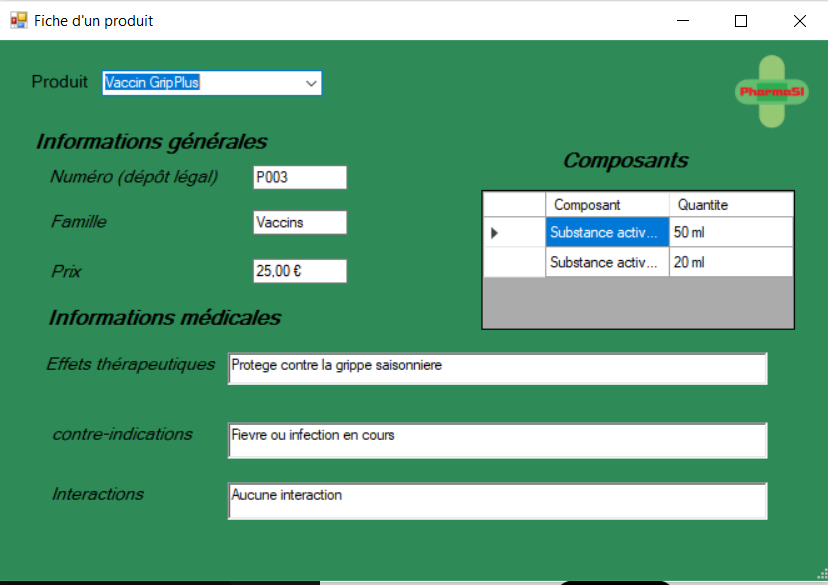 Fiche d'un produit
Produit Vaccin GripPlus
PharmaSI
Informations générales
Numéro (dépôt légal) P003
Famille Vaccins
Prix 25,00 €
Composants
Composant Quantite
Substance activ... 50 ml
Substance activ... 20 ml
Informations médicales
Effets thérapeutiques Protege contre la grippe saisonniere
contre-indications Fievre ou infection en cours
Interactions Aucune interaction